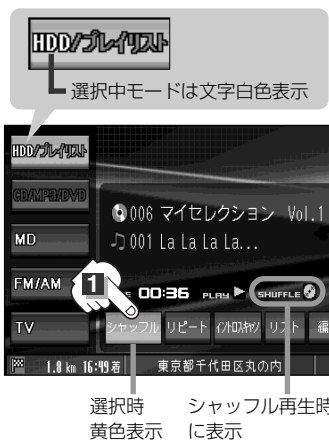 HDD/プレイリスト
選択中モードは文字白色表示
HDD/プレイリスト
CD/MP3/DVD
MD
FM/AM
TV
006 マイセレクション Vol.1
001 La La La La...
00:36 PLAY SHUFFLE
1
シャッフル リピート イントロスキャン リスト 編
1.8 km 16:49着 東京都千代田区丸の内
選択時
黄色表示
シャッフル再生時
に表示